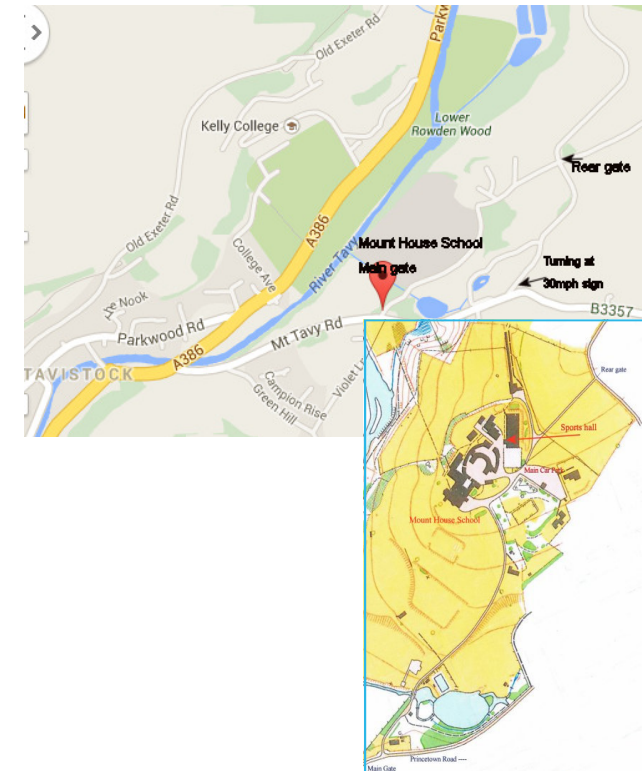 Parkwo
Old Exeter Rd
Kelly College
Lower
Rowden Wood
Rear gate
A386
Mount House School
Main gate
Old Exeter Rd
College Ave
River Tavy
Turning at
30mph sign
The Nook
B3357
Parkwood Rd
Mt Tavy Rd
A386
TAVISTOCK
Violet L
Campion Rise
Green Hill
Rear gate
Sports hall
Main Car Park
Mount House School
Princetown Road ----
Main Gate